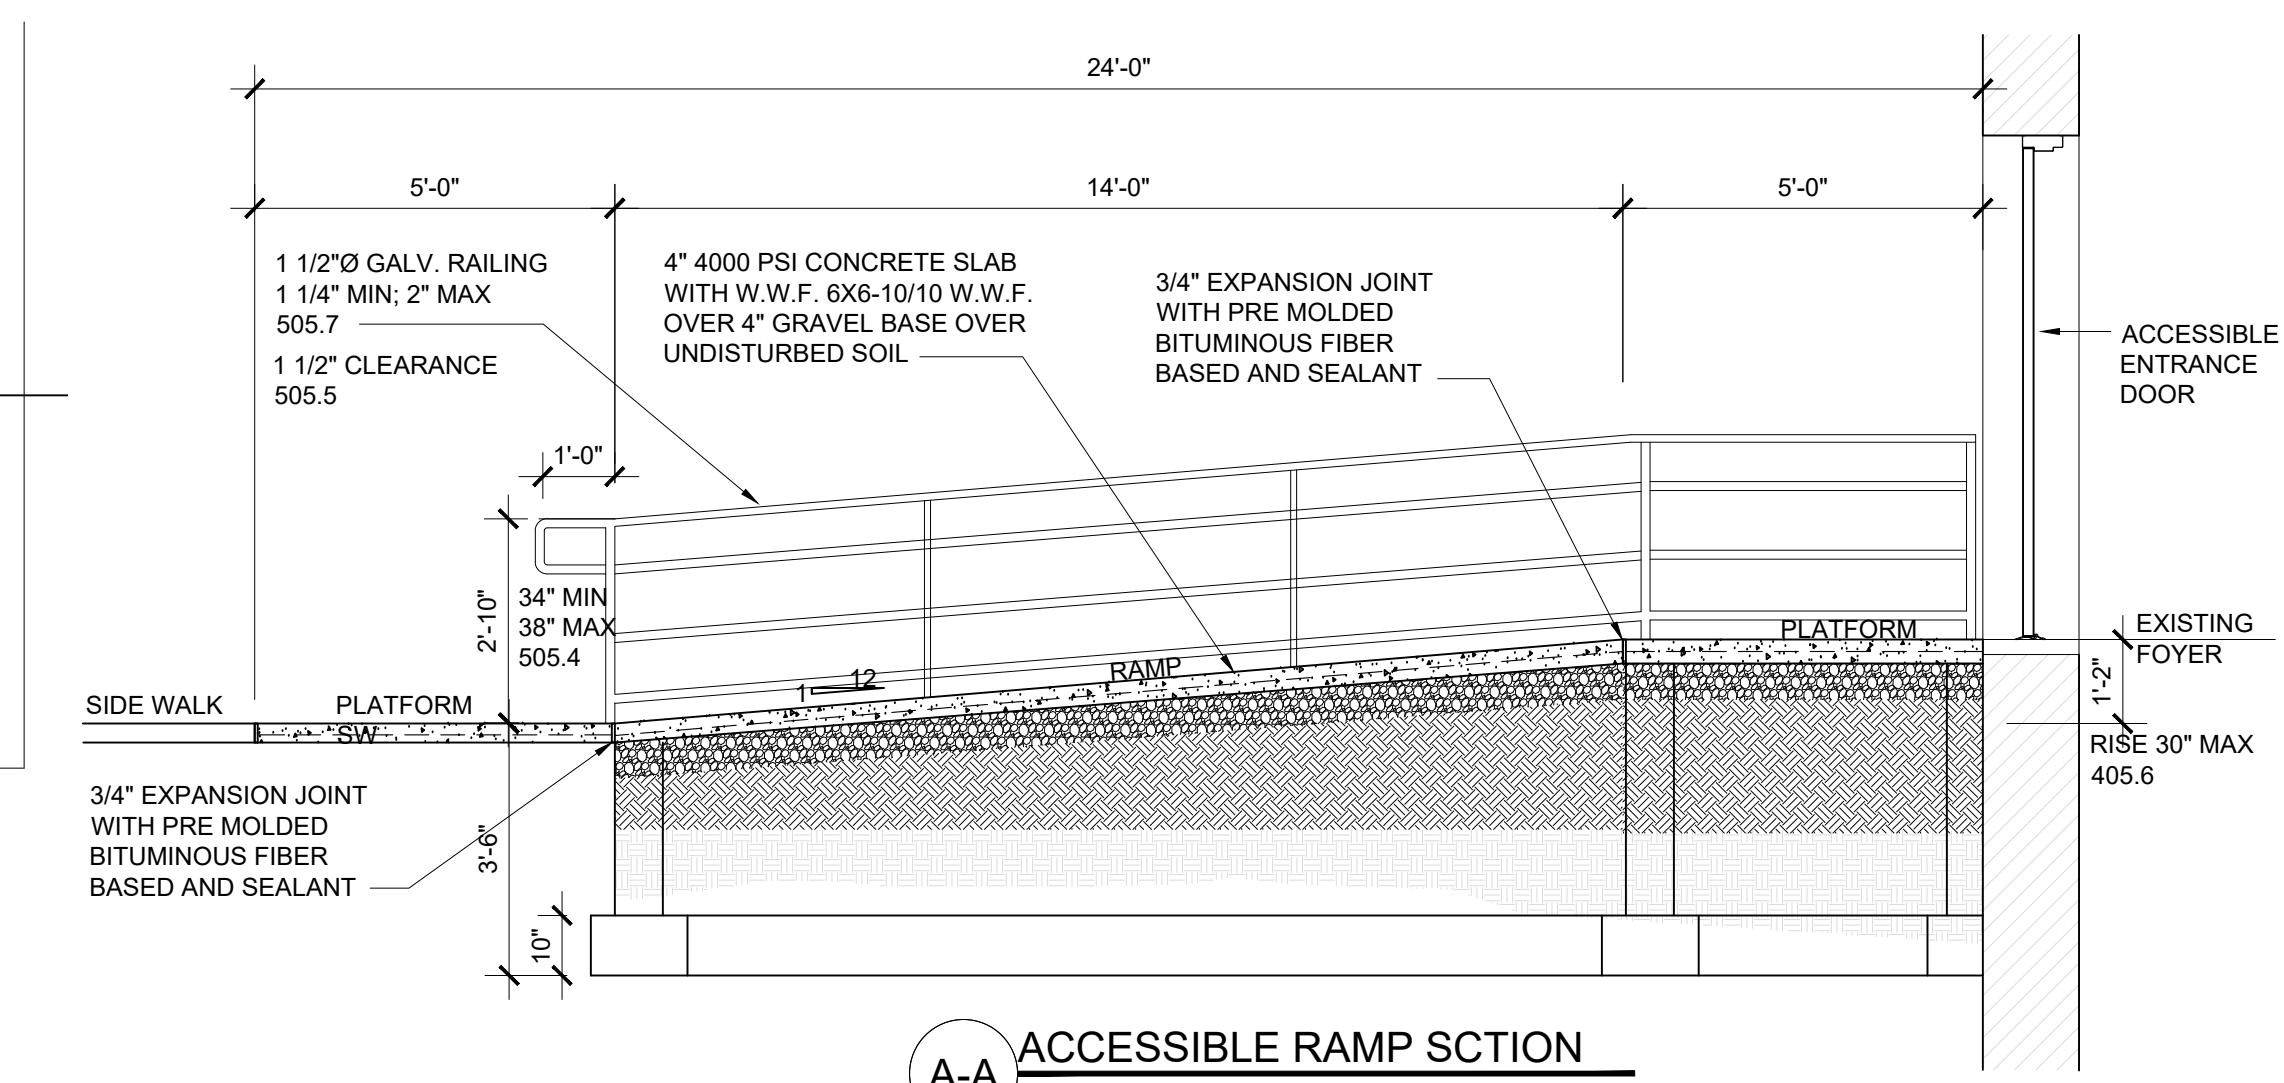 24'-0"
5'-0"
14'-0"
5'-0"
1 1/2"Ø GALV. RAILING
1 1/4" MIN; 2" MAX
505.7
1 1/2" CLEARANCE
505.5
4" 4000 PSI CONCRETE SLAB
WITH W.W.F. 6X6-10/10 W.W.F.
OVER 4" GRAVEL BASE OVER
UNDISTURBED SOIL
3/4" EXPANSION JOINT
WITH PRE MOLDED
BITUMINOUS FIBER
BASED AND SEALANT
ACCESSIBLE
ENTRANCE
DOOR
1'-0"
2'-10"
34" MIN
38" MAX
505.4
1
12
RAMP
PLATFORM
EXISTING
FOYER
1'-2"
RISE 30" MAX
405.6
SIDE WALK
PLATFORM
SW
3/4" EXPANSION JOINT
WITH PRE MOLDED
BITUMINOUS FIBER
BASED AND SEALANT
3'-6"
10"
A-A
ACCESSIBLE RAMP SCTION